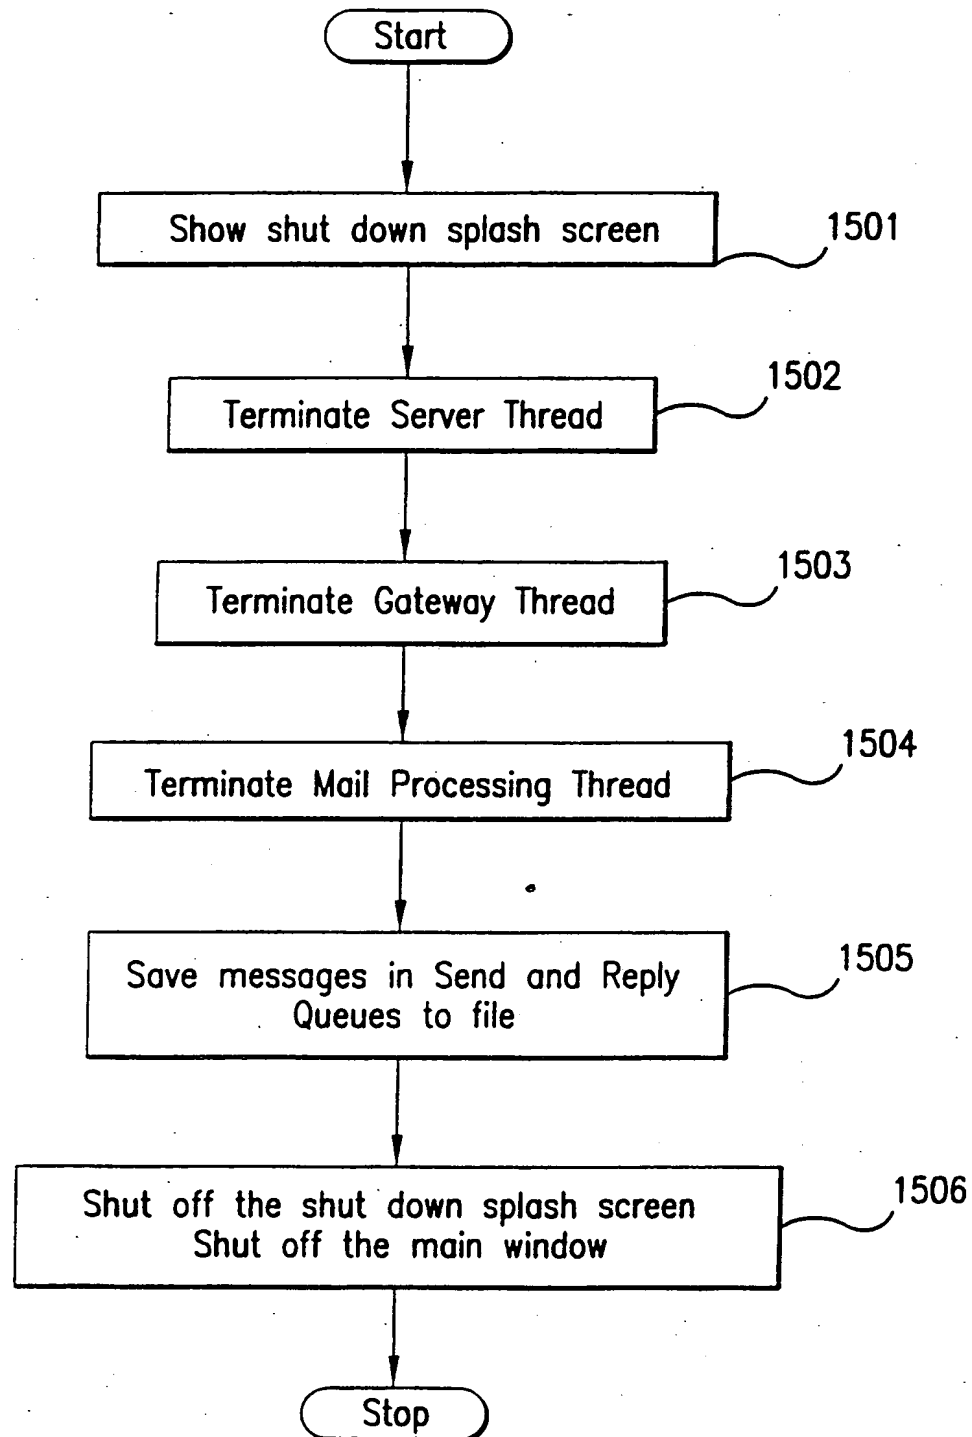 Start
Show shut down splash screen
1501
1502
Terminate Server Thread
1503
Terminate Gateway Thread
1504
Terminate Mail Processing Thread
1505
Save messages in Send and Reply
Queues to file
1506
Shut off the shut down splash screen
Shut off the main window
Stop